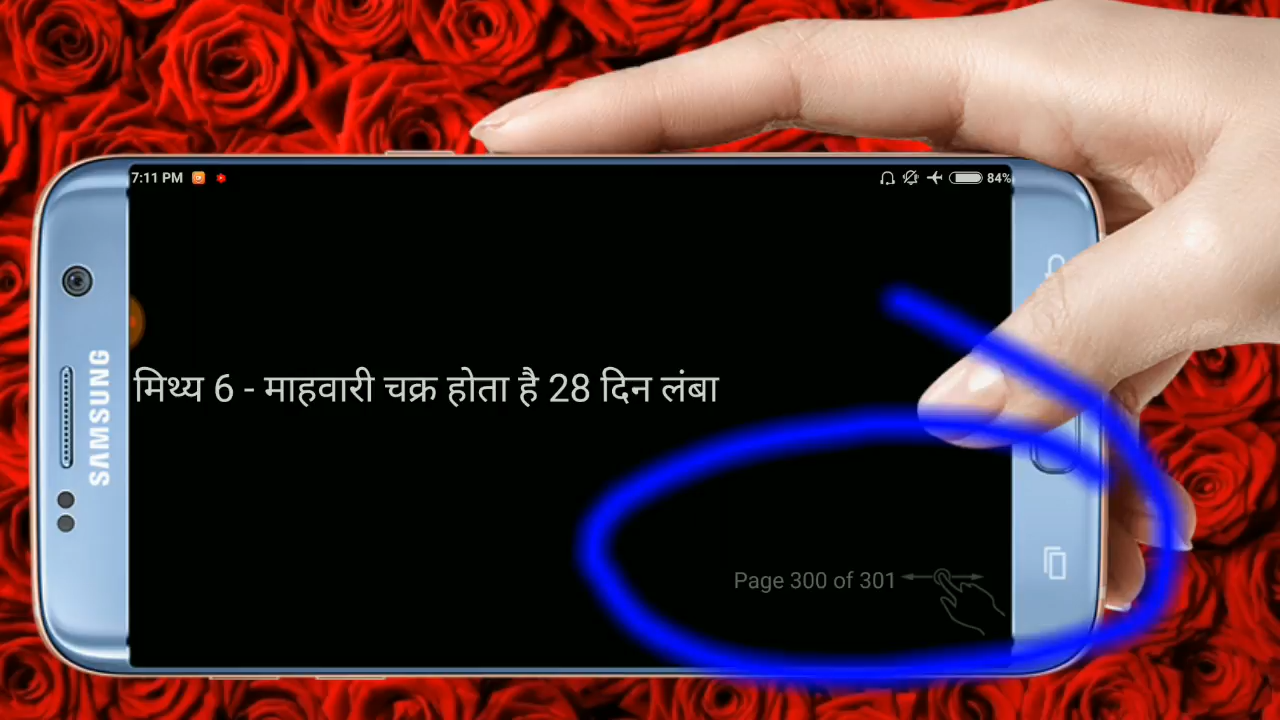 7:11 PM
84%
SAMSUNG
मिथ्य 6 - माहवारी चक्र होता है 28 दिन लंबा
Page 300 of 301